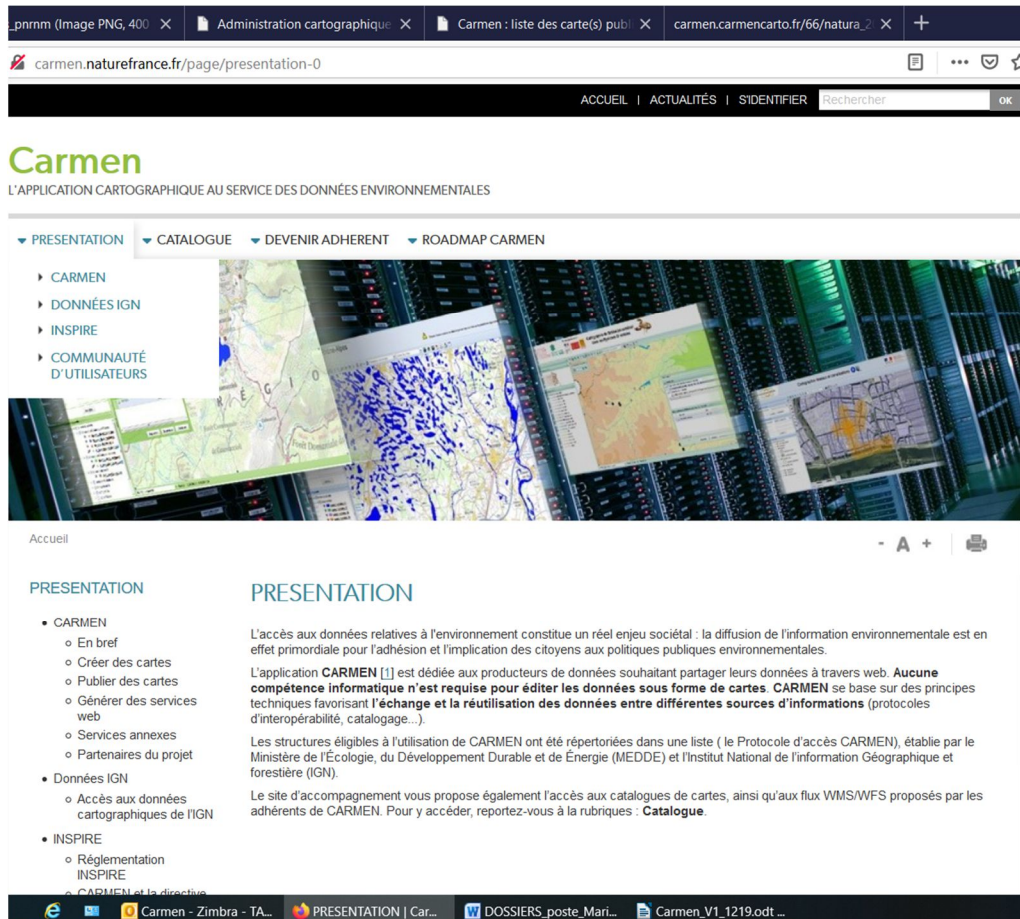 _pnrnm (Image PNG, 400
Administration cartographique
Carmen : liste des carte(s) publ
carmen.carmencarto.fr/66/natura_2
carmen.naturefrance.fr/page/presentation-0
ACCUEIL | ACTUALITÉS | S'IDENTIFIER Rechercher OK
Carmen
L'APPLICATION CARTOGRAPHIQUE AU SERVICE DES DONNÉES ENVIRONNEMENTALES
PRESENTATION CATALOGUE DEVENIR ADHERENT ROADMAP CARMEN
CARMEN
DONNÉES IGN
INSPIRE
COMMUNAUTÉ
D'UTILISATEURS
Accueil
- A +
PRESENTATION
• CARMEN
○ En bref
○ Créer des cartes
○ Publier des cartes
○ Générer des services
web
○ Services annexes
○ Partenaires du projet
• Données IGN
○ Accès aux données
cartographiques de l'IGN
• INSPIRE
○ Réglementation
INSPIRE
○ CARMEN et la directive
PRESENTATION
L'accès aux données relatives à l'environnement constitue un réel enjeu sociétal : la diffusion de l'information environnementale est en
effet primordiale pour l'adhésion et l'implication des citoyens aux politiques publiques environnementales.
L'application CARMEN [1] est dédiée aux producteurs de données souhaitant partager leurs données à travers web. Aucune
compétence informatique n'est requise pour éditer les données sous forme de cartes. CARMEN se base sur des principes
techniques favorisant l'échange et la réutilisation des données entre différentes sources d'informations (protocoles
d'interopérabilité, catalogage...).
Les structures éligibles à l'utilisation de CARMEN ont été répertoriées dans une liste ( le Protocole d'accès CARMEN), établie par le
Ministère de l'Écologie, du Développement Durable et de Énergie (MEDDE) et l'Institut National de l'information Géographique et
forestière (IGN).
Le site d'accompagnement vous propose également l'accès aux catalogues de cartes, ainsi qu'aux flux WMS/WFS proposés par les
adhérents de CARMEN. Pour y accéder, reportez-vous à la rubriques : Catalogue.
Carmen - Zimbra - TA...
PRESENTATION | Car...
DOSSIERS_poste_Mari...
Carmen_V1_1219.odt ...